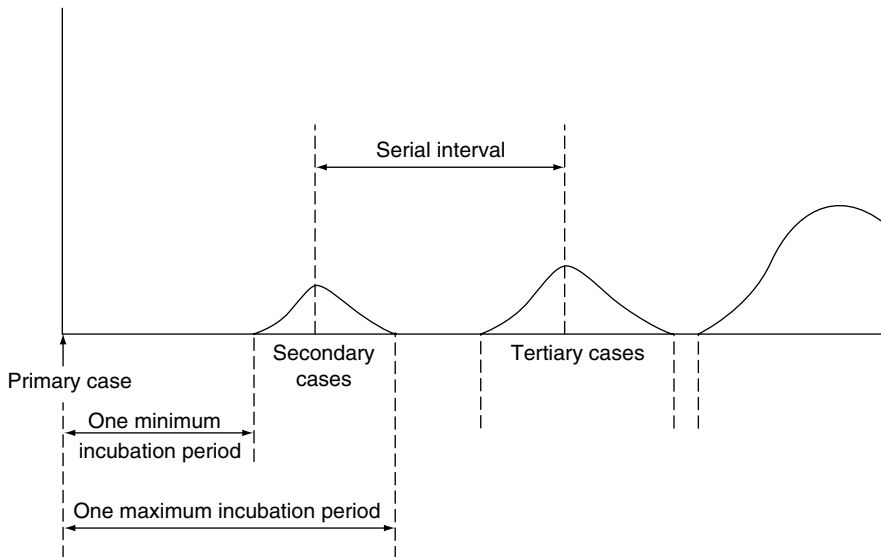 Serial interval
Secondary
cases
Tertiary cases
Primary case
One minimum
incubation period
One maximum incubation period